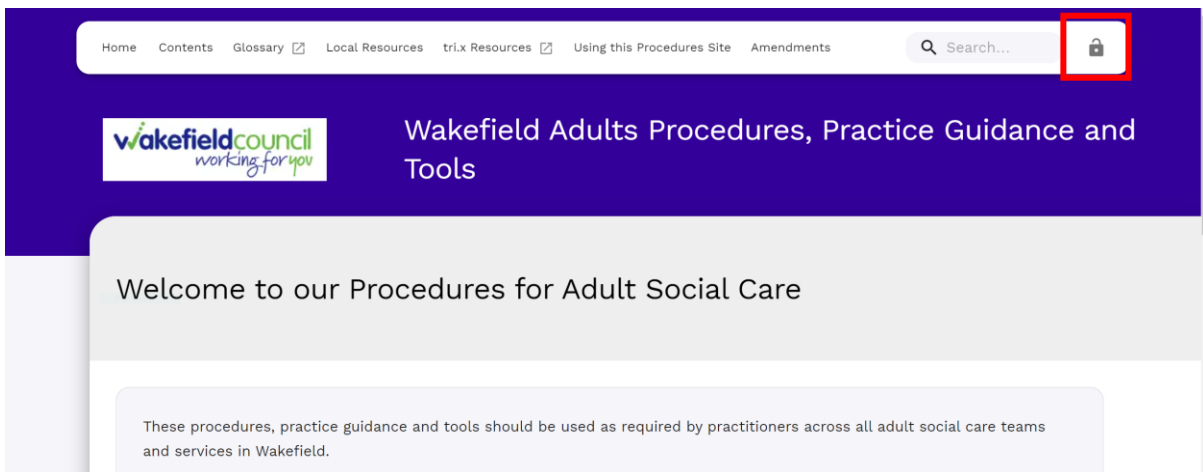 Home Contents Glossary Local Resources tri.x Resources Using this Procedures Site Amendments Search...
wakefieldcouncil
working for you
Wakefield Adults Procedures, Practice Guidance and
Tools
Welcome to our Procedures for Adult Social Care
These procedures, practice guidance and tools should be used as required by practitioners across all adult social care teams
and services in Wakefield.